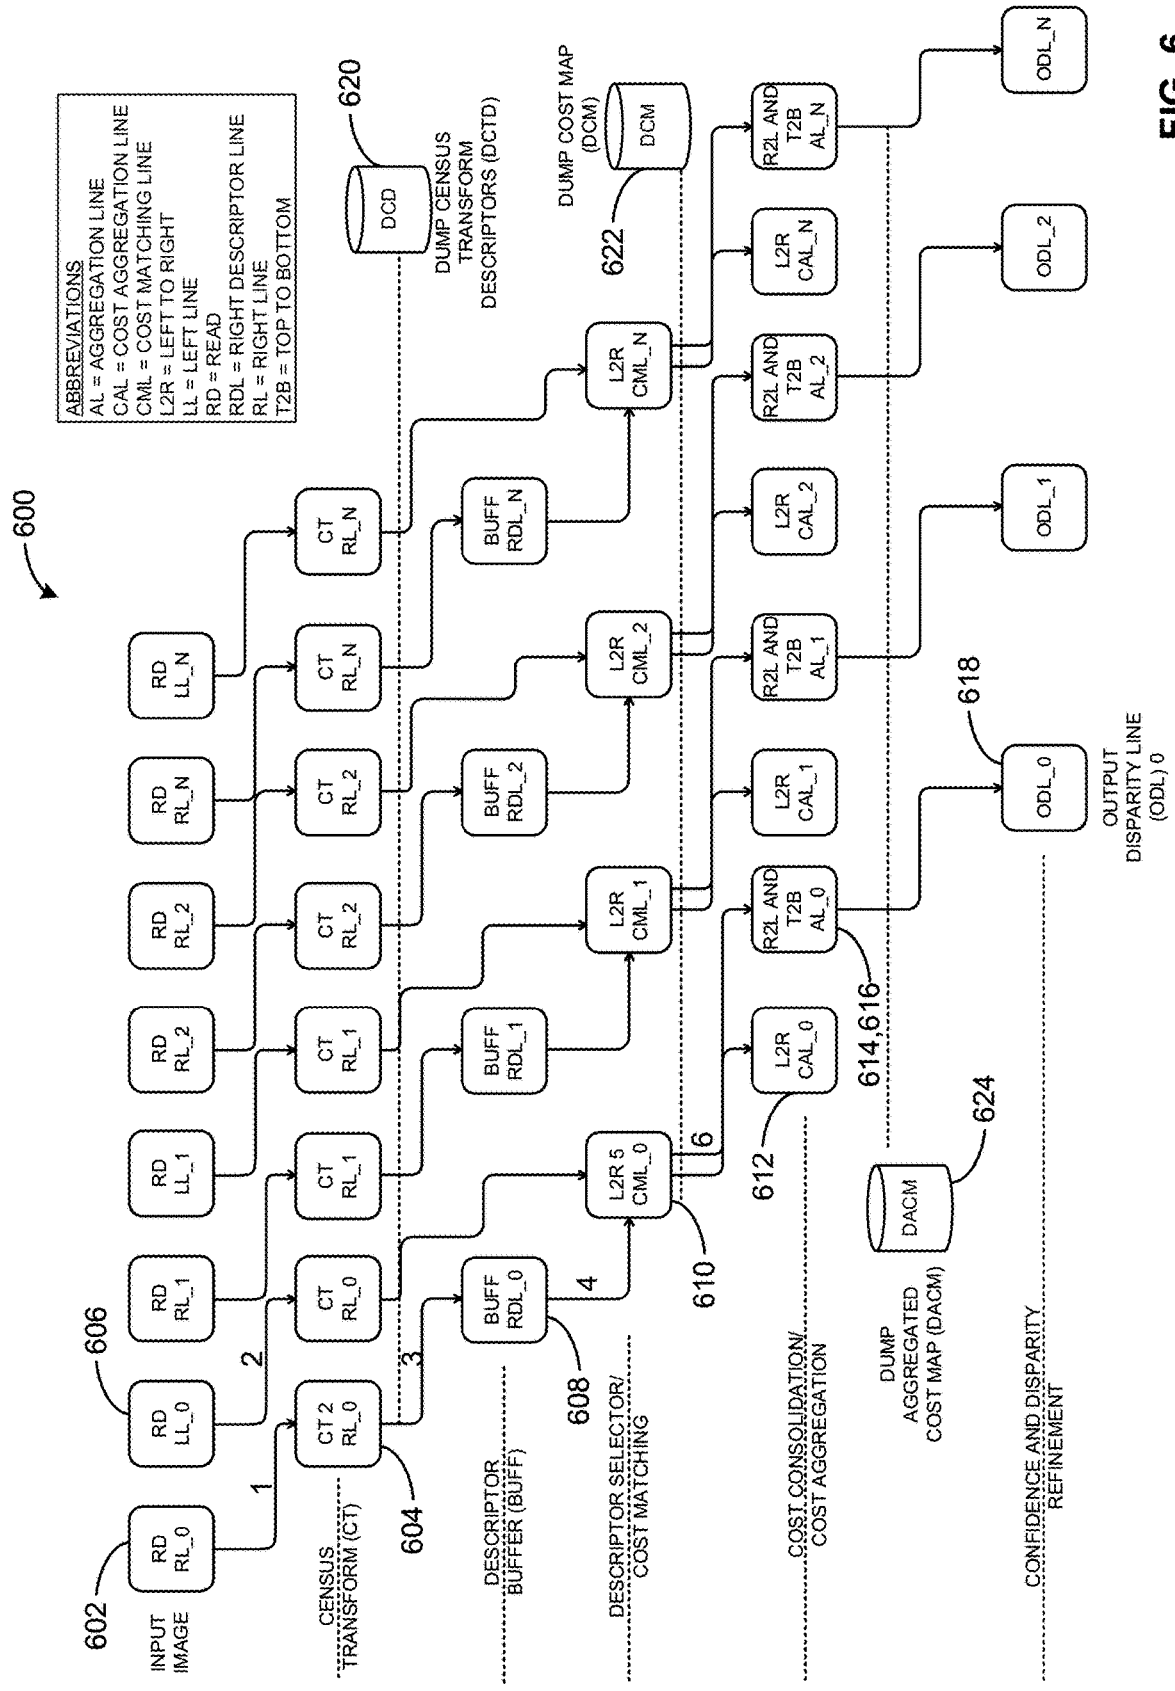 600
ABBREVIATIONS
AL = AGGREGATION LINE
CAL = COST AGGREGATION LINE
CML = COST MATCHING LINE
L2R = LEFT TO RIGHT
LL = LEFT LINE
RD = READ
RDL = RIGHT DESCRIPTOR LINE
RL = RIGHT LINE
T2B = TOP TO BOTTOM
INPUT
IMAGE
602
RD
RL_0
606
RD
LL_0
RD
RL_1
RD
LL_1
RD
RL_2
RD
RL_2
RD
RL_N
RD
LL_N
1
2
CENSUS
TRANSFORM (CT)
604
CT 2
RL_0
CT
RL_0
CT
RL_1
CT
RL_1
CT
RL_2
CT
RL_2
CT
RL_N
CT
RL_N
620
DCD
DUMP CENSUS
TRANSFORM
DESCRIPTORS (DCTD)
3
DESCRIPTOR
BUFFER (BUFF)
608
BUFF
RDL_0
BUFF
RDL_1
BUFF
RDL_2
BUFF
RDL_N
4
DESCRIPTOR SELECTOR/
COST MATCHING
610
L2R 5
CML_0
L2R
CML_1
L2R
CML_2
L2R
CML_N
622
DUMP COST MAP
(DCM)
DCM
6
COST CONSOLIDATION/
COST AGGREGATION
612
L2R
CAL_0
R2L AND
T2B
AL_0
614,616
L2R
CAL_1
R2L AND
T2B
AL_1
L2R
CAL_2
R2L AND
T2B
AL_2
L2R
CAL_N
R2L AND
T2B
AL_N
DUMP
AGGREGATED
COST MAP (DACM)
DACM
624
CONFIDENCE AND DISPARITY
REFINEMENT
618
ODL_0
OUTPUT
DISPARITY LINE
(ODL) 0
ODL_1
ODL_2
ODL_N
FIG. 6